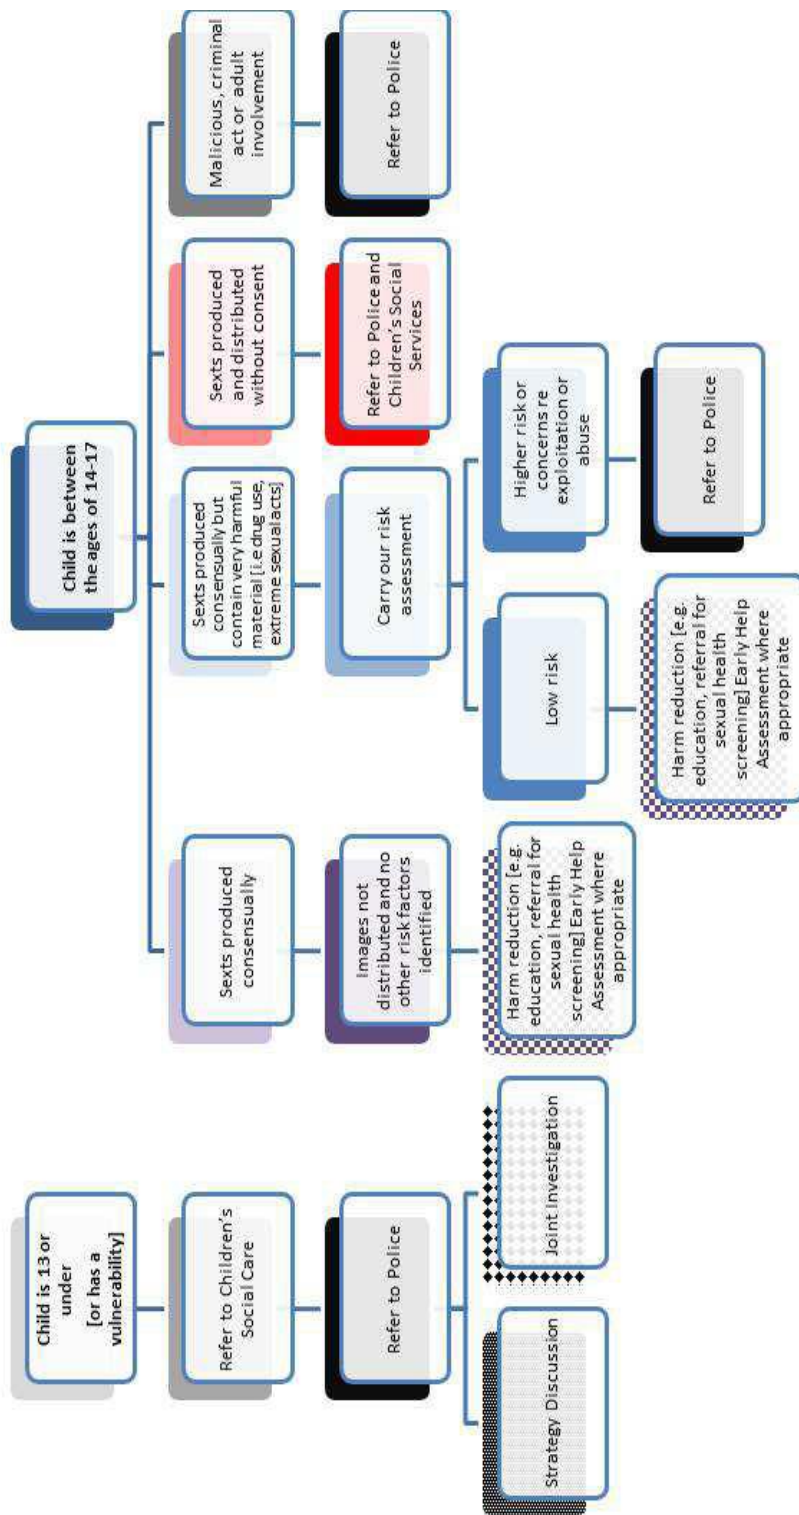 Child is 13 or
under
[or has a
vulnerability]
Refer to Children's
Social Care
Refer to Police
Strategy Discussion
Joint Investigation
Child is between
the ages of 14-17
Sexts produced
consensually
Images not
distributed and no
other risk factors
identified
Harm reduction [e.g.
education, referral for
sexual health
screening] Early Help
Assessment where
appropriate
Sexts produced
consensually but
contain very harmful
material [i.e drug use,
extreme sexual acts]
Carry our risk
assessment
Low risk
Harm reduction [e.g.
education, referral for
sexual health
screening] Early Help
Assessment where
appropriate
Higher risk or
concerns re
exploitation or
abuse
Refer to Police
Sexts produced
and distributed
without consent
Refer to Police and
Children's Social
Services
Malicious, criminal
act or adult
involvement
Refer to Police